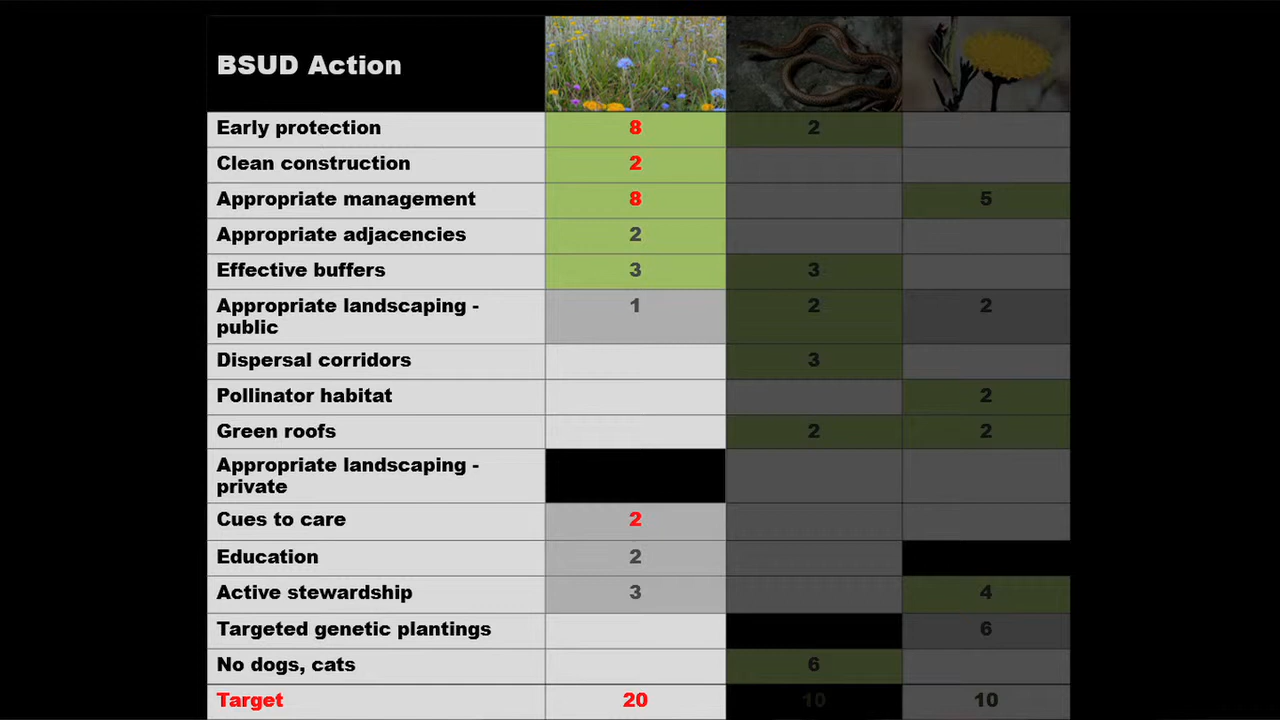 BSUD Action
Early protection 8 2
Clean construction 2
Appropriate management 8 5
Appropriate adjacencies 2
Effective buffers 3 3
Appropriate landscaping - 1 2 2
public
Dispersal corridors 3
Pollinator habitat 2
Green roofs 2 2
Appropriate landscaping -
private
Cues to care 2
Education 2
Active stewardship 3 4
Targeted genetic plantings 6
No dogs, cats 6
Target 20 10 10